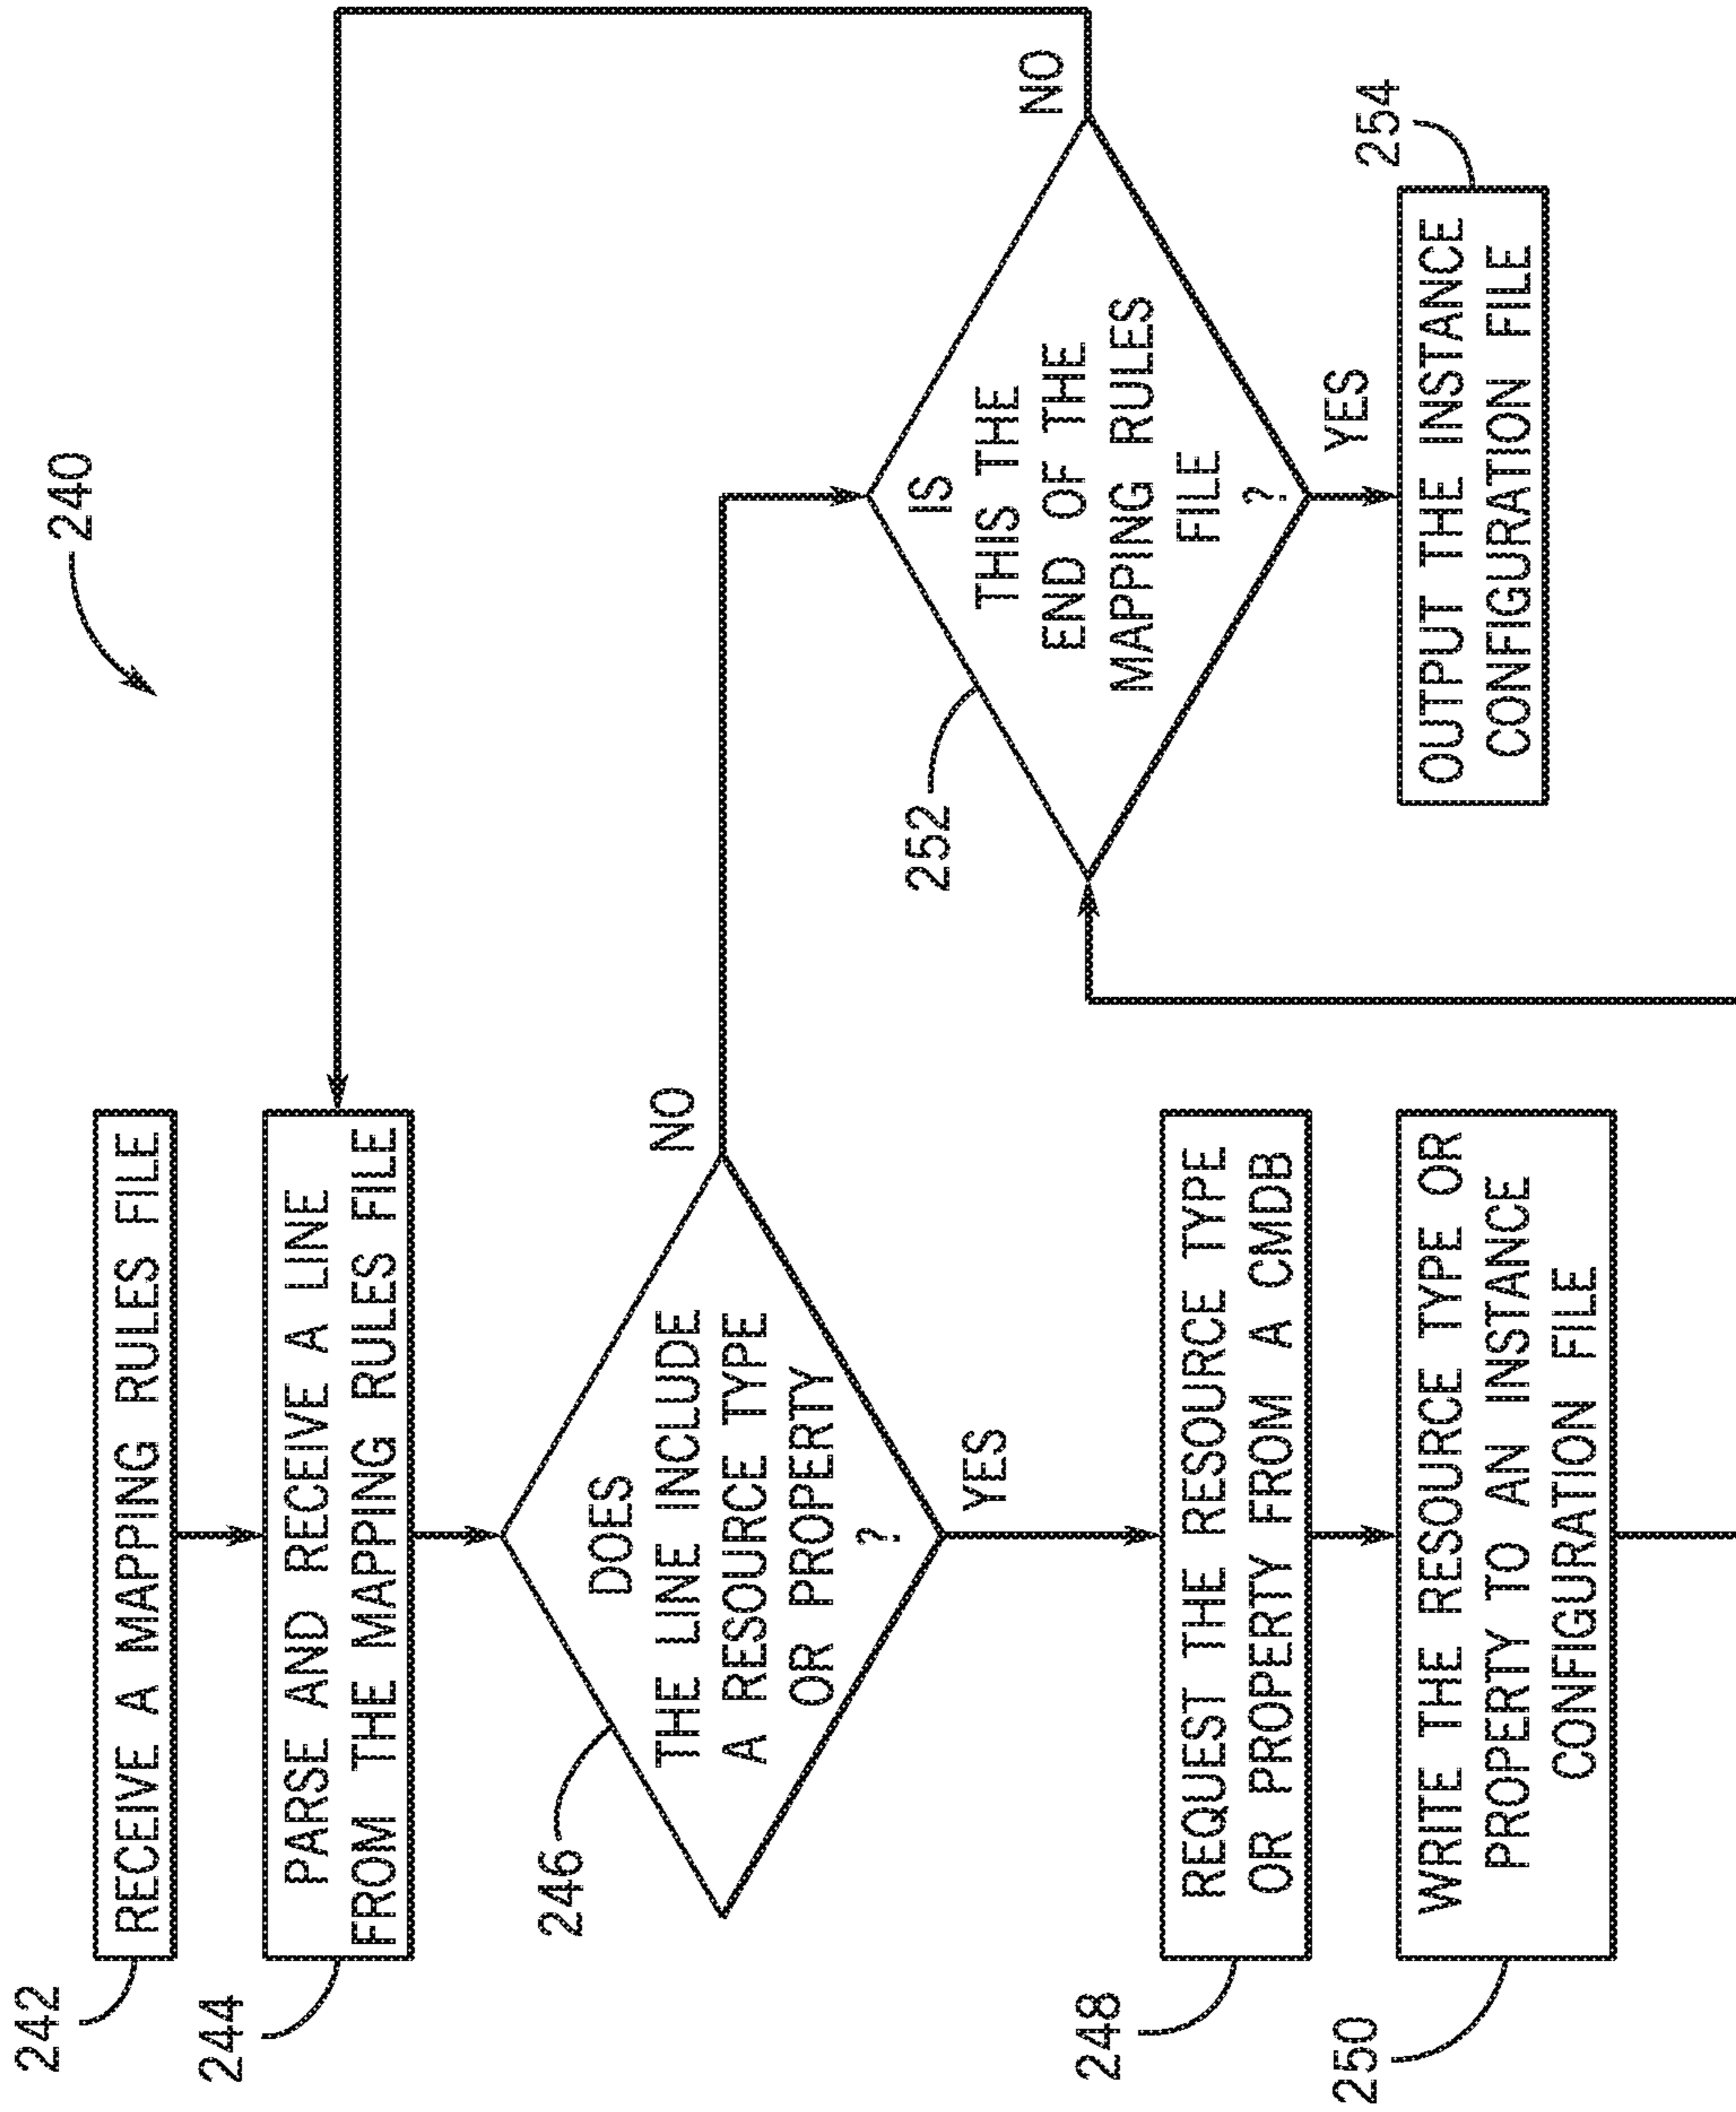 240
242
RECEIVE A MAPPING RULES FILE
244
PARSE AND RECEIVE A LINE
FROM THE MAPPING RULES FILE
246
DOES
THE LINE INCLUDE
A RESOURCE TYPE
OR PROPERTY
?
NO
YES
248
REQUEST THE RESOURCE TYPE
OR PROPERTY FROM A CMDB
250
WRITE THE RESOURCE TYPE OR
PROPERTY TO AN INSTANCE
CONFIGURATION FILE
252
IS
THIS THE
END OF THE
MAPPING RULES
FILE
?
NO
YES
254
OUTPUT THE INSTANCE
CONFIGURATION FILE